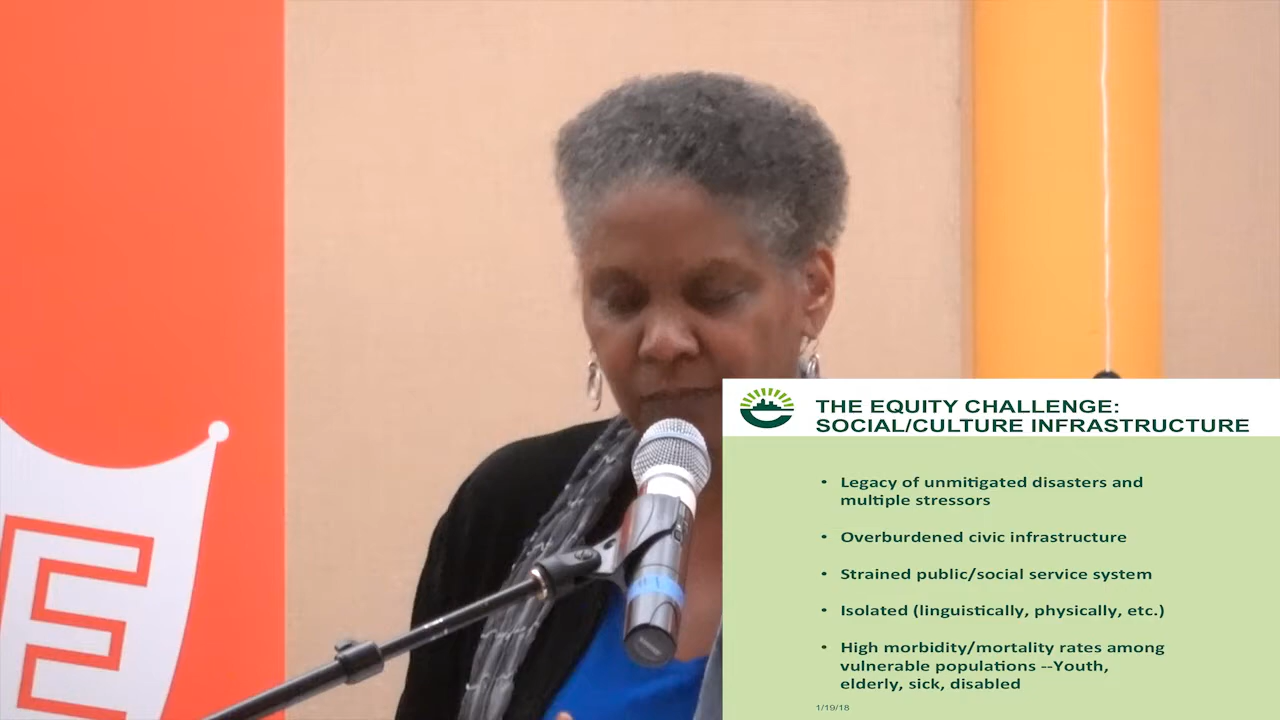 E
THE EQUITY CHALLENGE:
SOCIAL/CULTURE INFRASTRUCTURE
• Legacy of unmitigated disasters and
multiple stressors
• Overburdened civic infrastructure
• Strained public/social service system
• Isolated (linguistically, physically, etc.)
• High morbidity/mortality rates among
vulnerable populations --Youth,
elderly, sick, disabled
1/19/18